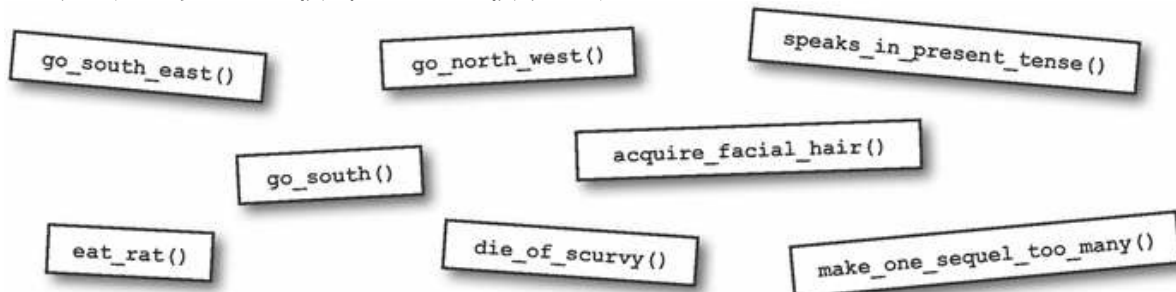 go_south_east()
go_north_west()
speaks_in_present_tense()
go_south()
acquire_facial_hair()
eat_rat()
die_of_scurvy()
make_one_sequel_too_many()